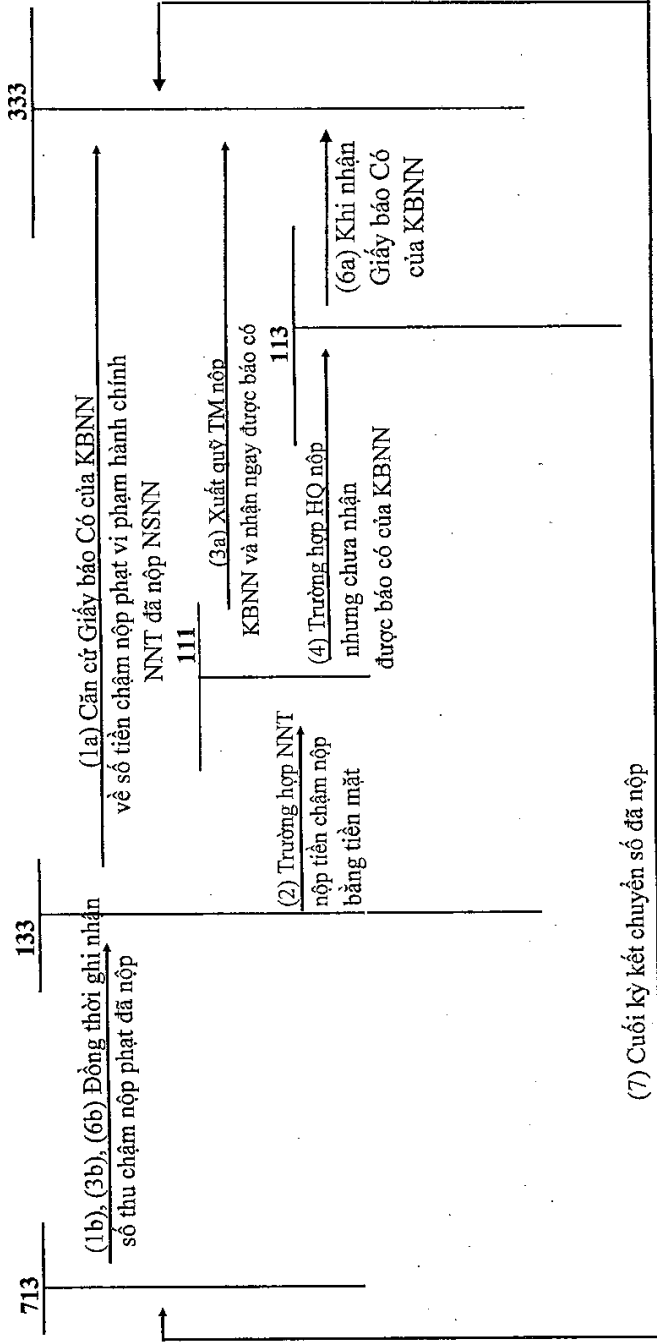 713
133
333
(1b), (3b), (6b) Đồng thời ghi nhận
số thu chậm nộp phạt đã nộp
(1a) Căn cứ Giấy báo Có của KBNN
về số tiền chậm nộp phạt vi phạm hành chính
NNT đã nộp NSNN
111
(2) Trường hợp NNT
nộp tiền chậm nộp
bằng tiền mặt
(3a) Xuất quỹ TM nộp
KBNN và nhận ngay được báo có
113
(4) Trường hợp HQ nộp
nhưng chưa nhận
được báo có của KBNN
(6a) Khi nhận
Giấy báo Có
của KBNN
(7) Cuối kỳ kết chuyển số đã nộp